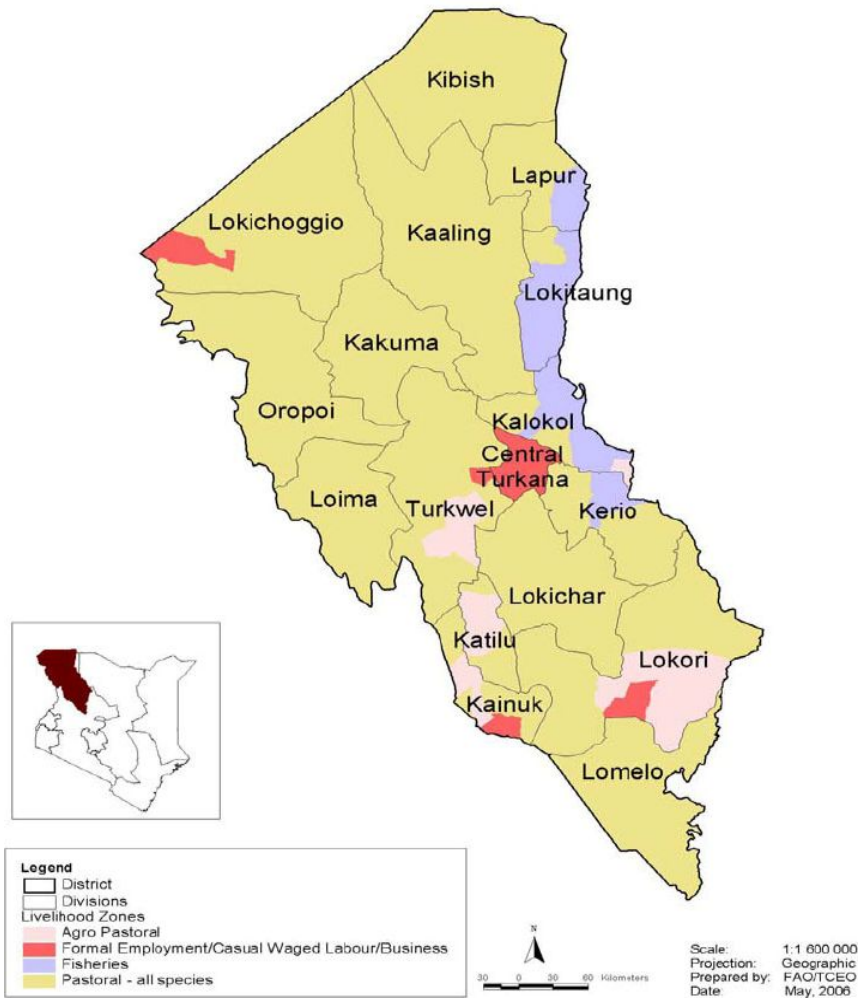 Kibish
Lapur
Lokichoggio
Kaaling
Lokitaung
Kakuma
Oropoi
Kalokol
Central
Turkana
Loima
Turkwel
Kerio
Lokichar
Katilu
Lokori
Kainuk
Lomelo
Legend
District
Divisions
Livelihood Zones
Agro Pastoral
Formal Employment/Casual Waged Labour/Business
Fisheries
Pastoral - all species
N
30 0 30 60 Kilometers
Scale: 1:1 600 000
Projection: Geographic
Prepared by: FAO/TCEO
Date: May, 2006